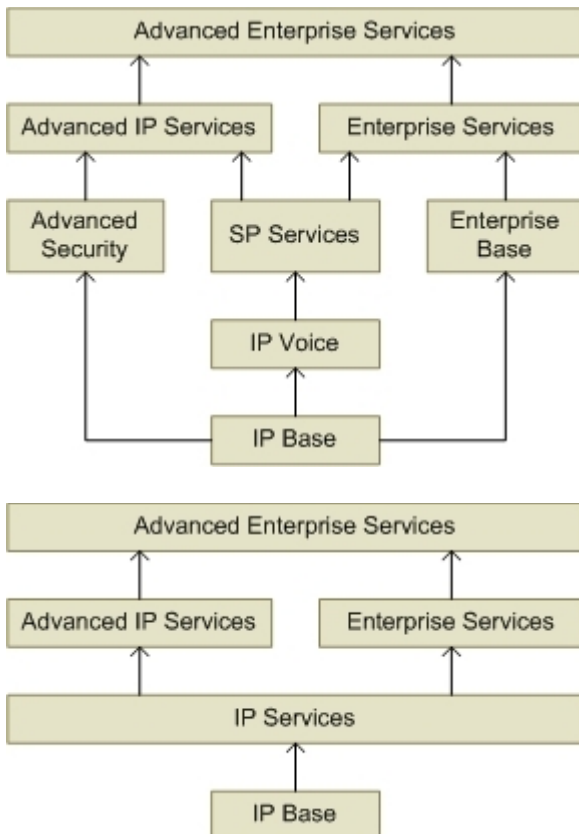 Advanced Enterprise Services
Advanced IP Services
Enterprise Services
Advanced
Security
SP Services
Enterprise
Base
IP Voice
IP Base
Advanced Enterprise Services
Advanced IP Services
Enterprise Services
IP Services
IP Base